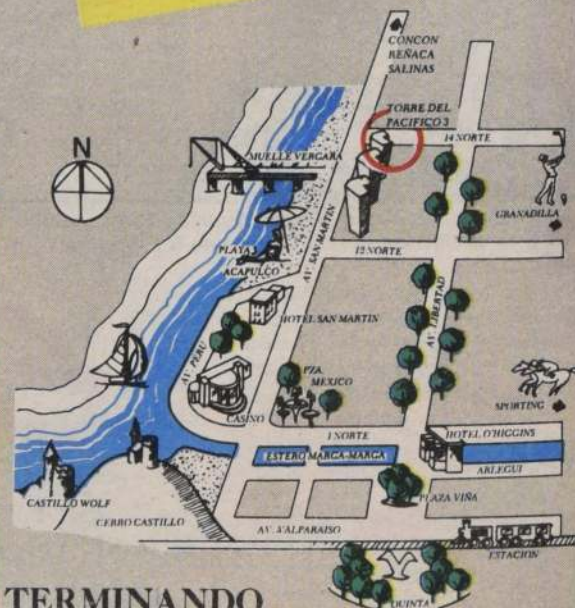 CONCON
REÑACA
SALINAS
TORRE DEL
PACIFICO 3
14 NORTE
N
MUELLE VERGARA
GRANADILLA
PLAYA
ACAPULCO
AV. SAN MARTIN
12 NORTE
AV. LIBERTAD
HOTEL SAN MARTIN
AV. PERU
PZA.
MEXICO
CASINO
SPORTING
1 NORTE
HOTEL O'HIGGINS
ESTERO MARGA-MARGA
ARLEGUI
CASTILLO WOLF
PLAZA VIÑA
CERRO CASTILLO
AV. VALPARAISO
ESTACION
TERMINANDO
QUINTA